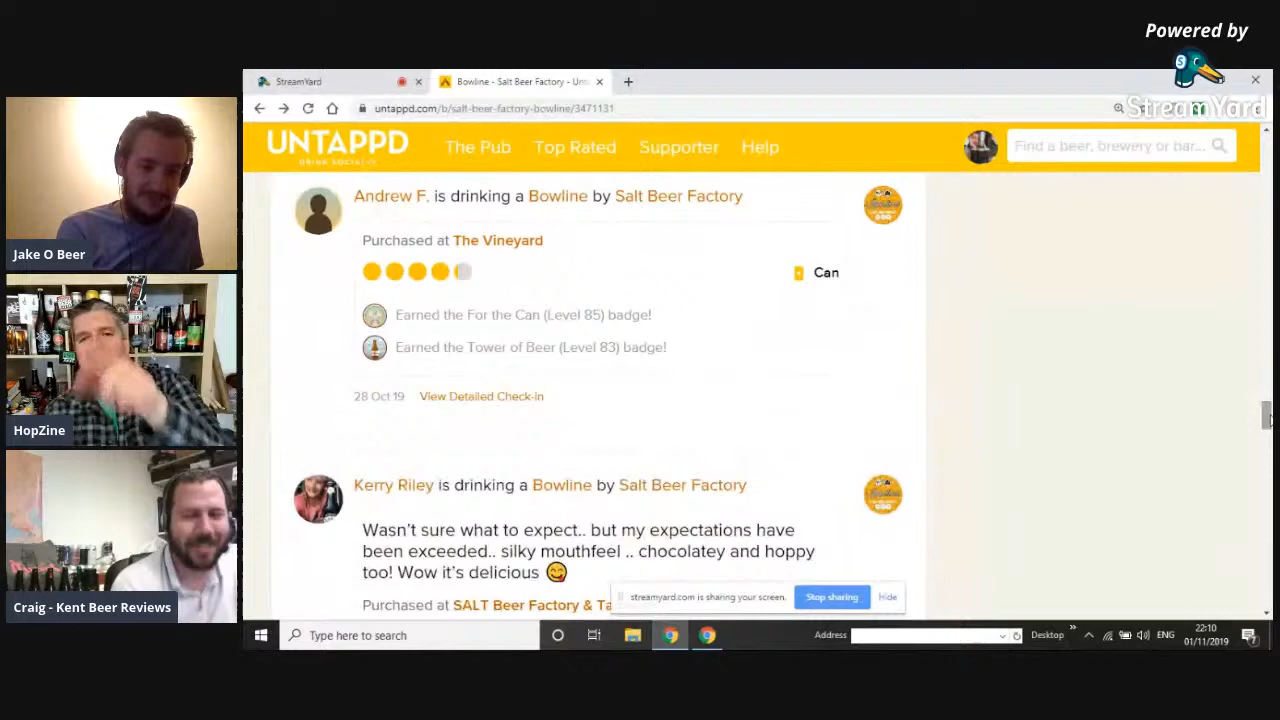 Powered by
StreamYard
StreamYard
Bowline - Salt Beer Factory - Unt
untappd.com/b/salt-beer-factory-bowline/3471131
UNTAPPD
DRINK SOCIALLY
The Pub
Top Rated
Supporter
Help
Find a beer, brewery or bar...
Andrew F. is drinking a Bowline by Salt Beer Factory
Purchased at The Vineyard
Can
Earned the For the Can (Level 85) badge!
Earned the Tower of Beer (Level 83) badge!
28 Oct 19 View Detailed Check-in
Kerry Riley is drinking a Bowline by Salt Beer Factory
Wasn't sure what to expect.. but my expectations have
been exceeded.. silky mouthfeel .. chocolatey and hoppy
too! Wow it's delicious 😋
Purchased at SALT Beer Factory & Ta
streamyard.com is sharing your screen.
Stop sharing
Hide
Type here to search
Address
Desktop
ENG
22:10
01/11/2019
Jake O Beer
HopZine
Craig - Kent Beer Reviews